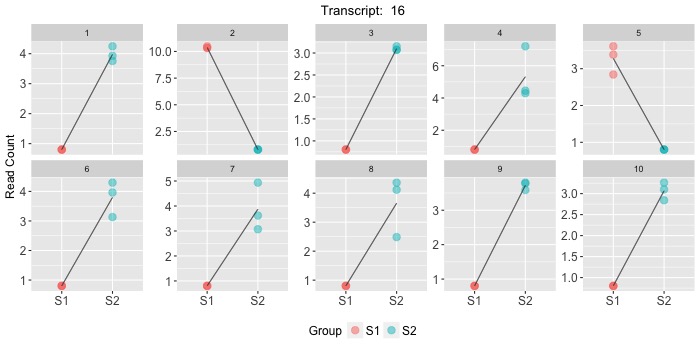 Transcript: 16
1 2 3 4 5
4 3 2 1
10.0 7.5 5.0 2.5
3.0 2.5 2.0 1.5 1.0
6 4 2
3 2 1
Read Count
6 7 8 9 10
4 3 2 1
5 4 3 2 1
4 3 2 1
3 2 1
3.0 2.5 2.0 1.5 1.0
S1 S2 S1 S2 S1 S2 S1 S2 S1 S2
Group S1 S2